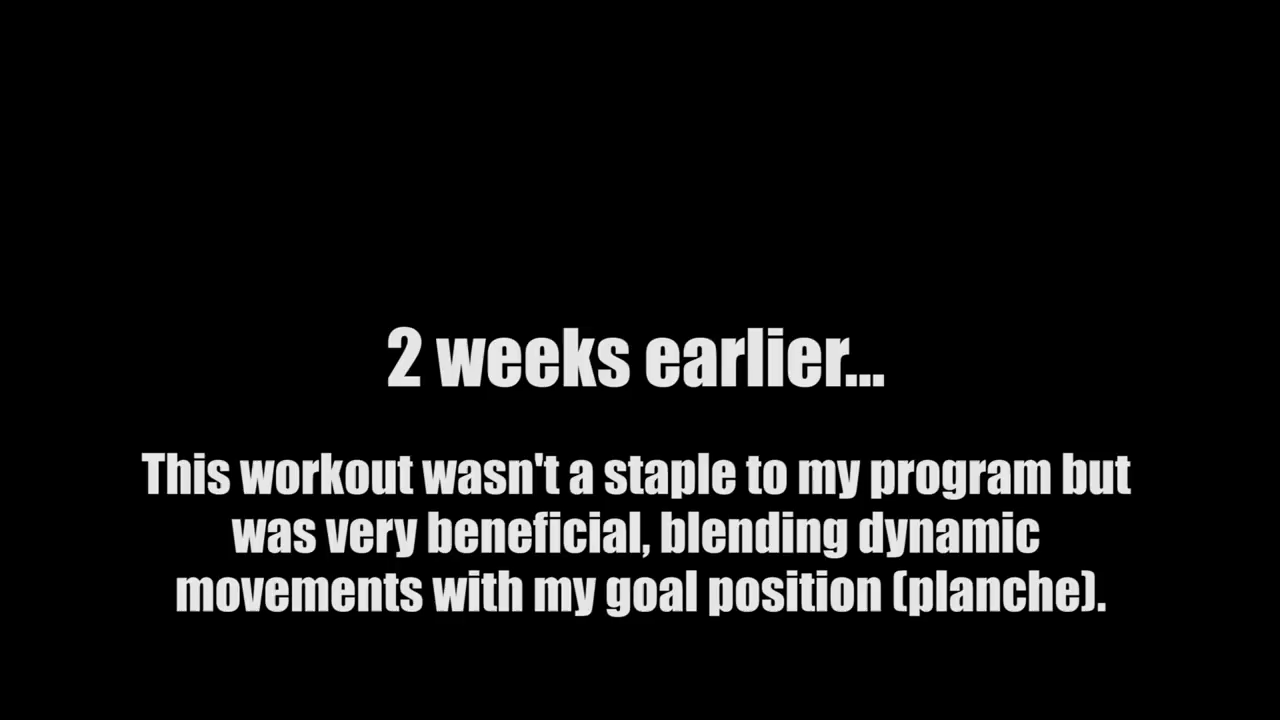 2 weeks earlier...
This workout wasn't a staple to my program but
was very beneficial, blending dynamic
movements with my goal position (planche).